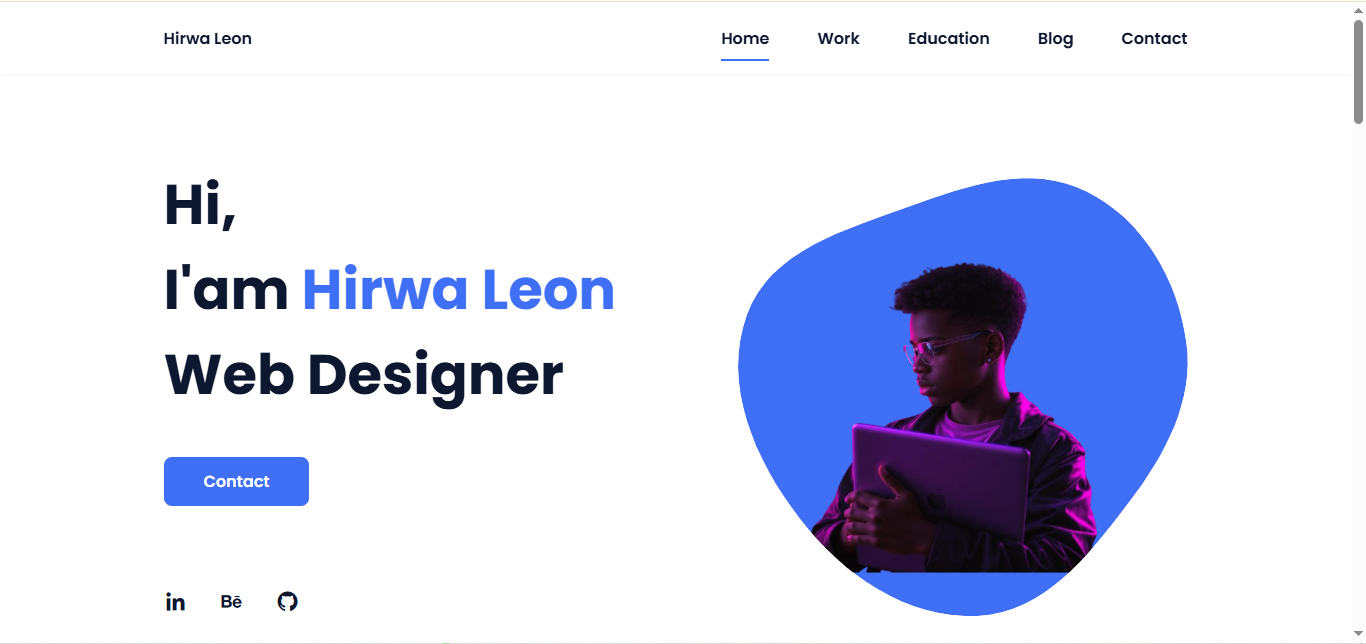 Hirwa Leon
Home Work Education Blog Contact
Hi,
I'am Hirwa Leon
Web Designer
Contact
in Bē